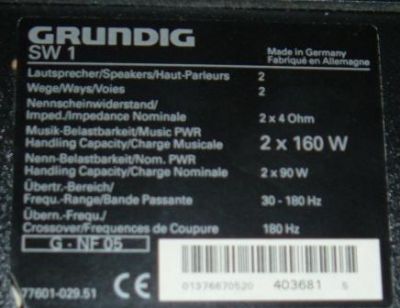 GRUNDIG
SW 1
Made in Germany
Fabriqué en Allemagne
Lautsprecher/Speakers/Haut-Parleurs 2
Wege/Ways/Voies 2
Nennscheinwiderstand/
Imped./Impedance Nominale 2 x 4 Ohm
Musik-Belastbarkeit/Music PWR
Handling Capacity/Charge Musicale 2 x 160 W
Nenn-Belastbarkeit/Nom. PWR
Handling Capacity/Charge Nominale 2 x 90 W
Übertr.-Bereich/
Frequ.-Range/Bande Passante 30 - 180 Hz
Übern.-Frequ./
Crossover/Frequences de Coupure 180 Hz
G - NF 05
77601-029.51 CE
01376670520 403681 5